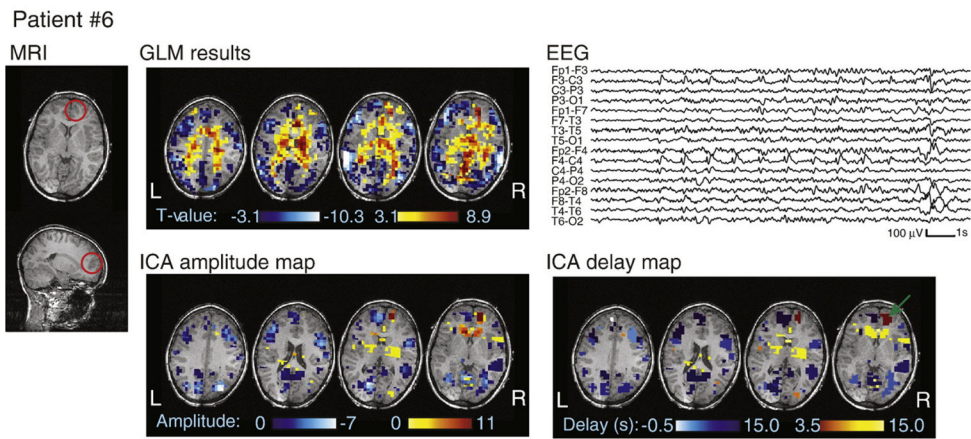 Patient #6
MRI
GLM results
EEG
Fp1-F3
F3-C3
C3-P3
P3-O1
Fp1-F7
F7-T3
T3-T5
T5-O1
Fp2-F4
F4-C4
C4-P4
P4-O2
Fp2-F8
F8-T4
T4-T6
T6-O2
100 µV 1s
L R
T-value: -3.1 -10.3 3.1 8.9
ICA amplitude map
L R
Amplitude: 0 -7 0 11
ICA delay map
L R
Delay (s): -0.5 15.0 3.5 15.0